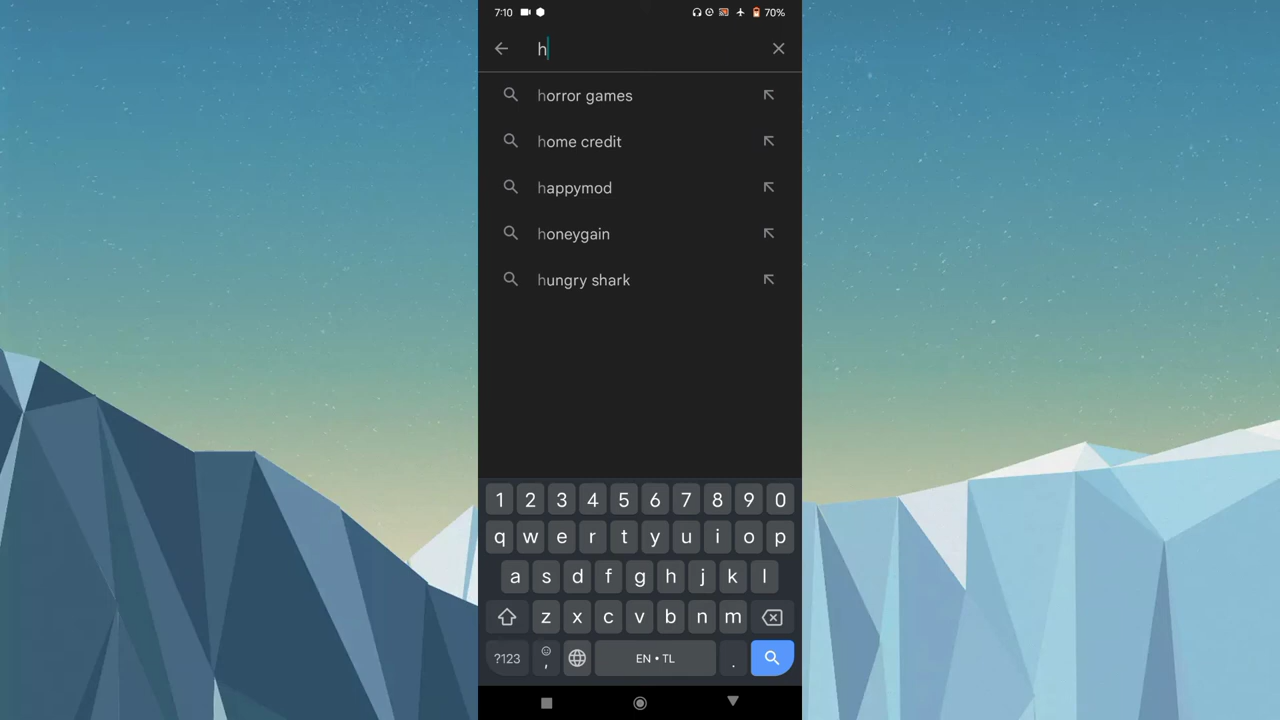 7:10 70%
h
horror games
home credit
happymod
honeygain
hungry shark
1 2 3 4 5 6 7 8 9 0
q w e r t y u i o p
a s d f g h j k l
z x c v b n m
?123 , EN • TL .